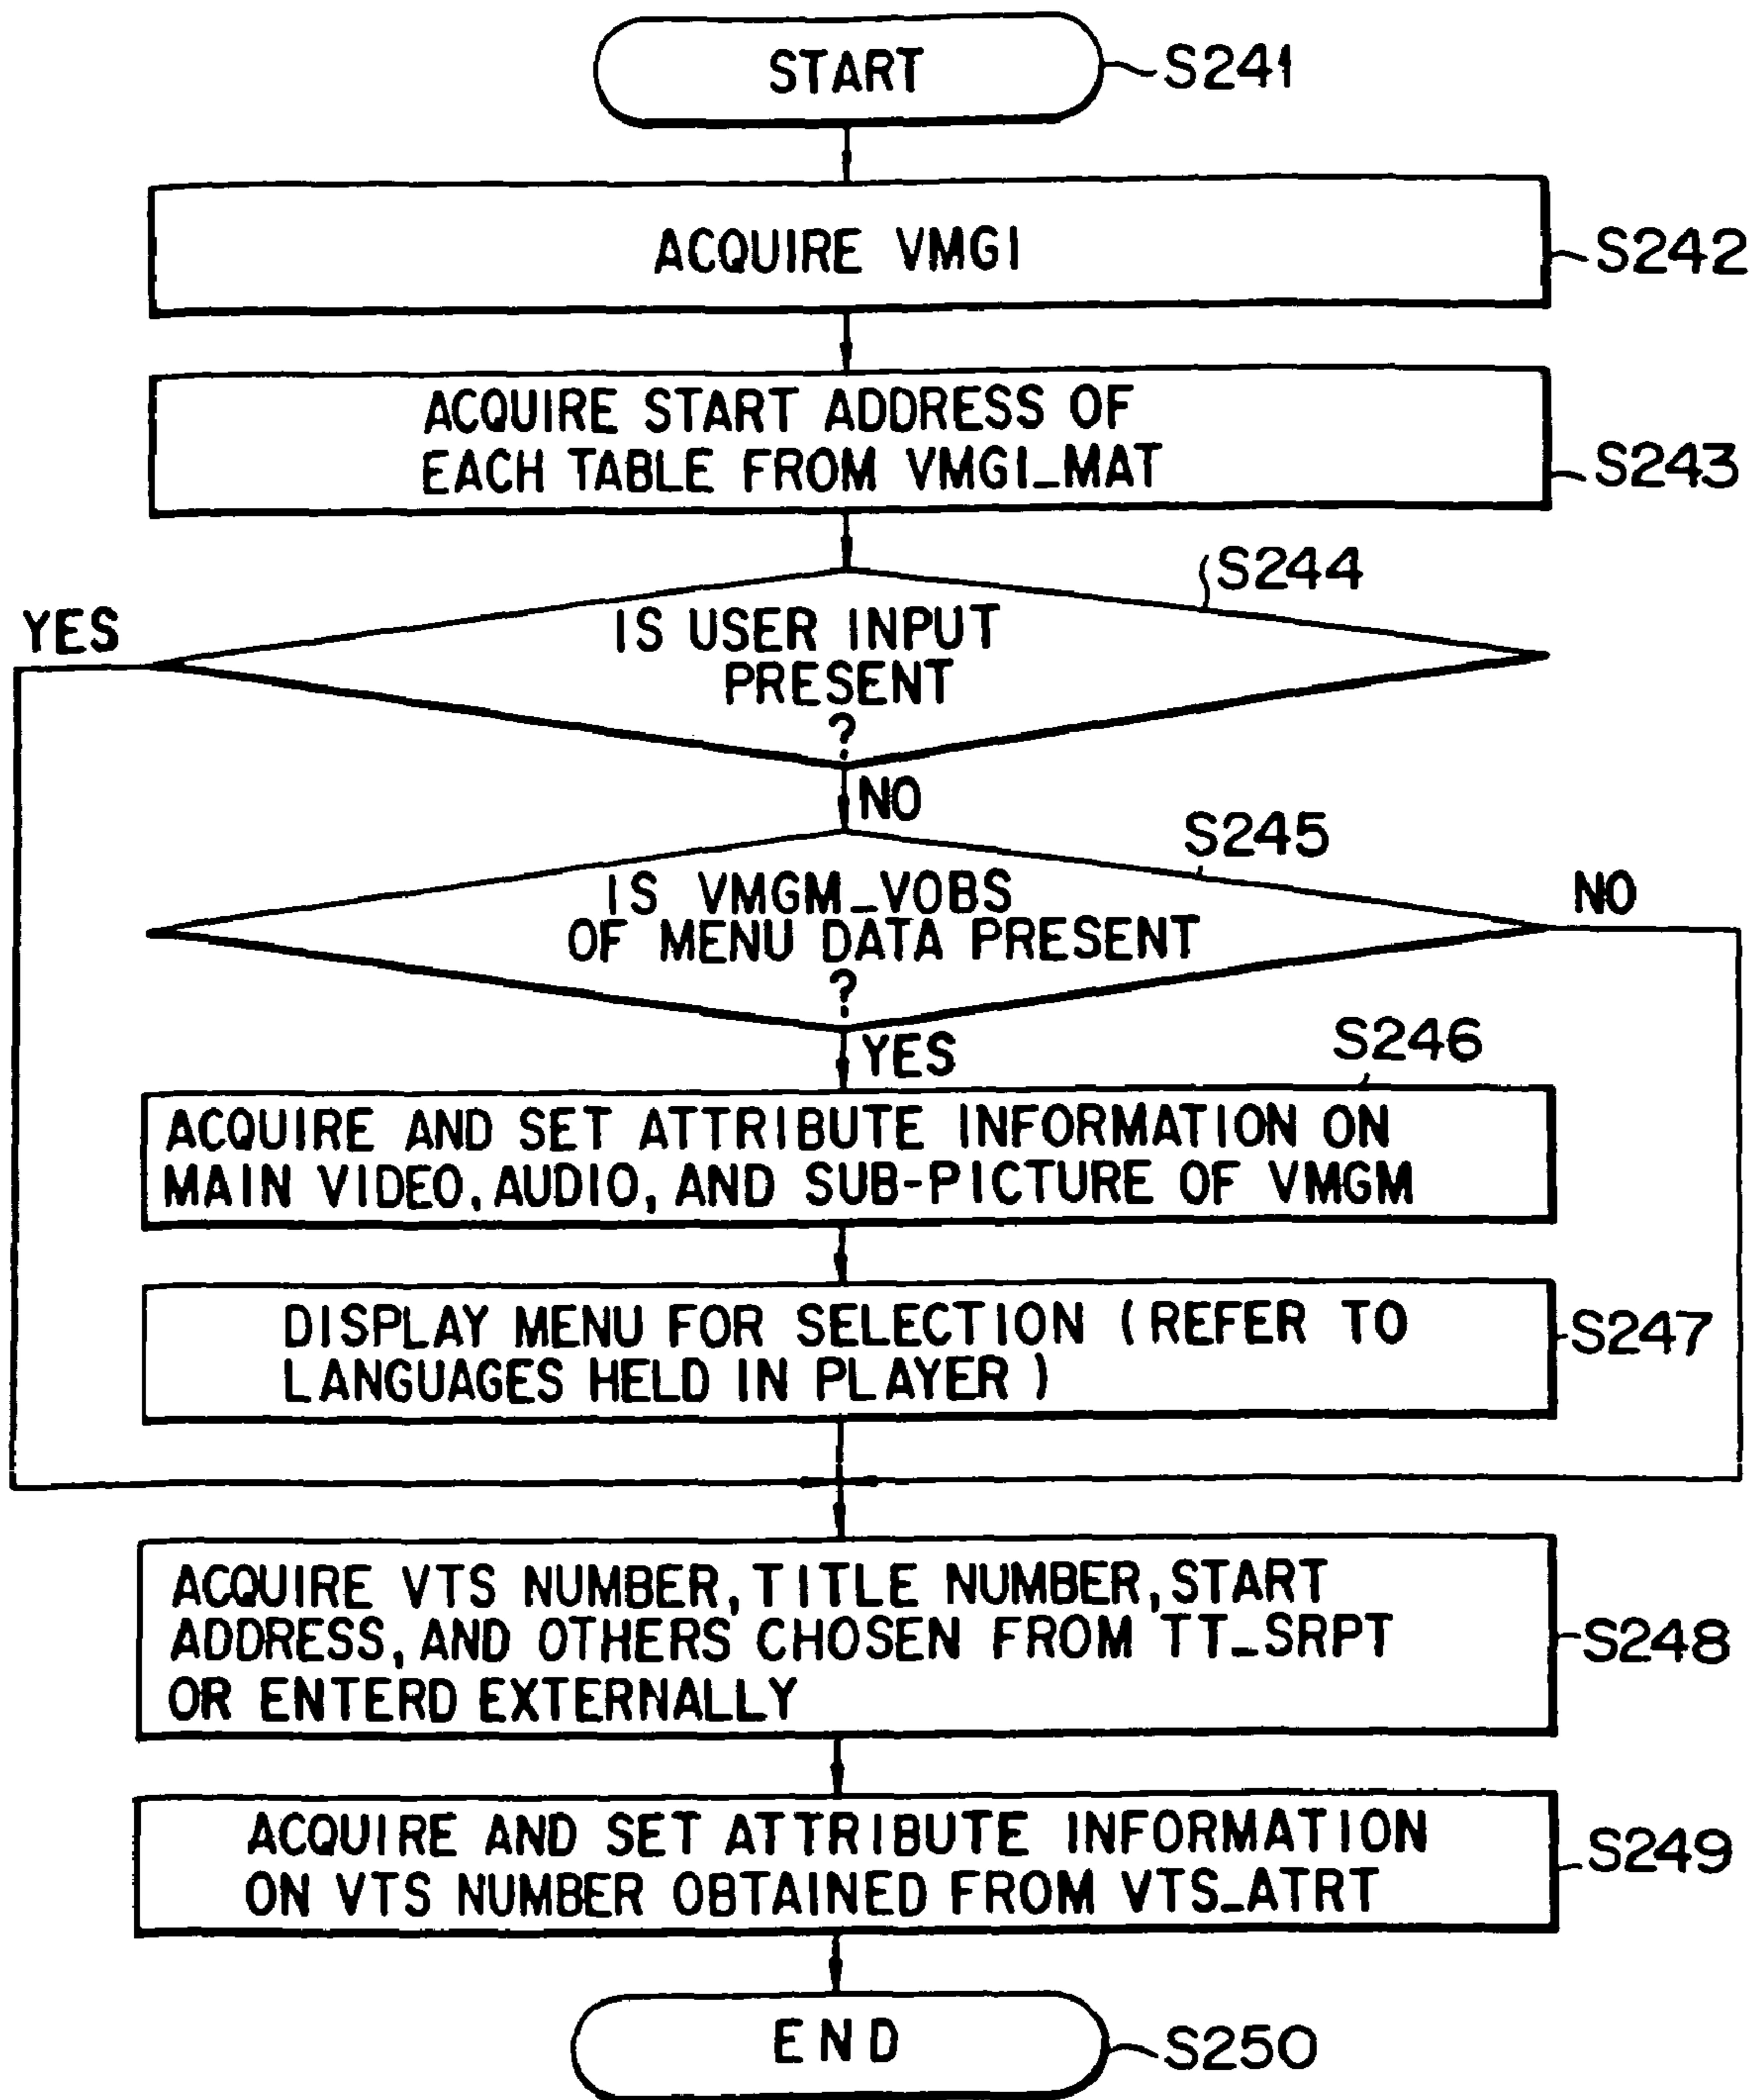 START
S241
ACQUIRE VMGI
S242
ACQUIRE START ADDRESS OF
EACH TABLE FROM VMGI_MAT
S243
S244
YES
IS USER INPUT
PRESENT
?
NO
S245
IS VMGM_VOBS
OF MENU DATA PRESENT
?
NO
YES
S246
ACQUIRE AND SET ATTRIBUTE INFORMATION ON
MAIN VIDEO, AUDIO, AND SUB-PICTURE OF VMGM
DISPLAY MENU FOR SELECTION (REFER TO
LANGUAGES HELD IN PLAYER)
S247
ACQUIRE VTS NUMBER, TITLE NUMBER, START
ADDRESS, AND OTHERS CHOSEN FROM TT_SRPT
OR ENTERD EXTERNALLY
S248
ACQUIRE AND SET ATTRIBUTE INFORMATION
ON VTS NUMBER OBTAINED FROM VTS_ATRT
S249
END
S250